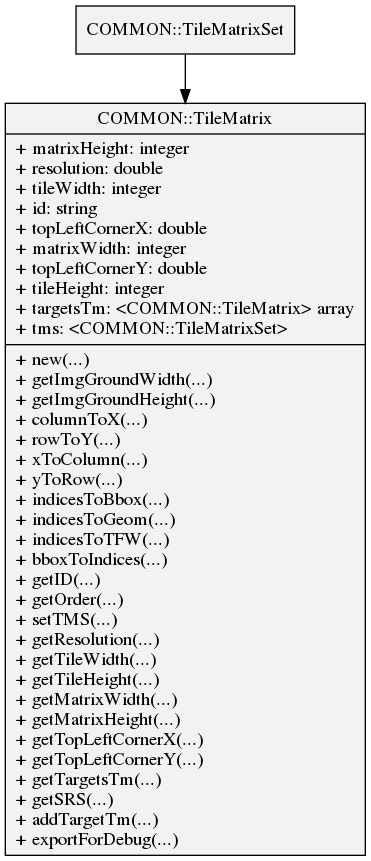 COMMON::TileMatrixSet
COMMON::TileMatrix
+ matrixHeight: integer
+ resolution: double
+ tileWidth: integer
+ id: string
+ topLeftCornerX: double
+ matrixWidth: integer
+ topLeftCornerY: double
+ tileHeight: integer
+ targetsTm: <COMMON::TileMatrix> array
+ tms: <COMMON::TileMatrixSet>
+ new(...)
+ getImgGroundWidth(...)
+ getImgGroundHeight(...)
+ columnToX(...)
+ rowToY(...)
+ xToColumn(...)
+ yToRow(...)
+ indicesToBbox(...)
+ indicesToGeom(...)
+ indicesToTFW(...)
+ bboxToIndices(...)
+ getID(...)
+ getOrder(...)
+ setTMS(...)
+ getResolution(...)
+ getTileWidth(...)
+ getTileHeight(...)
+ getMatrixWidth(...)
+ getMatrixHeight(...)
+ getTopLeftCornerX(...)
+ getTopLeftCornerY(...)
+ getTargetsTm(...)
+ getSRS(...)
+ addTargetTm(...)
+ exportForDebug(...)